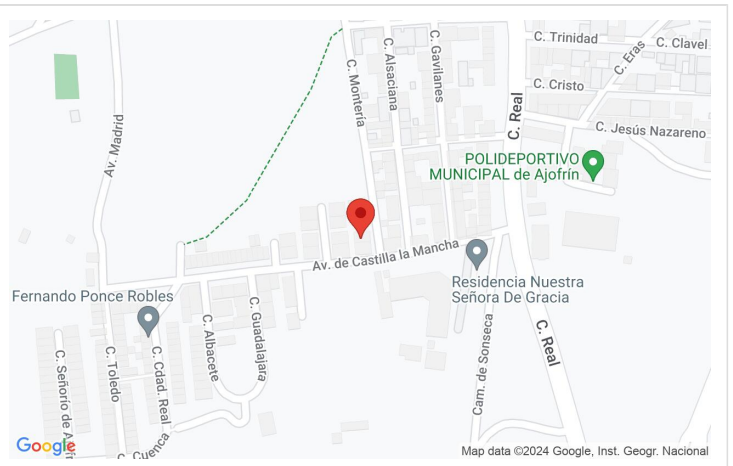 C. Trinidad
C. Clavel
C. Eras
C. Cristo
C. Jesús Nazareno
C. Real
C. Gavilanes
C. Alsaciana
C. Montería
Av. Madrid
POLIDEPORTIVO
MUNICIPAL de Ajofrín
Av. de Castilla la Mancha
Residencia Nuestra
Señora De Gracia
Fernando Ponce Robles
C. Guadalajara
C. Albacete
C. Cdad. Real
C. Toledo
C. Señorío de
C. Cuenca
Cam. de Sonseca
C. Real
Google
Map data ©2024 Google, Inst. Geogr. Nacional